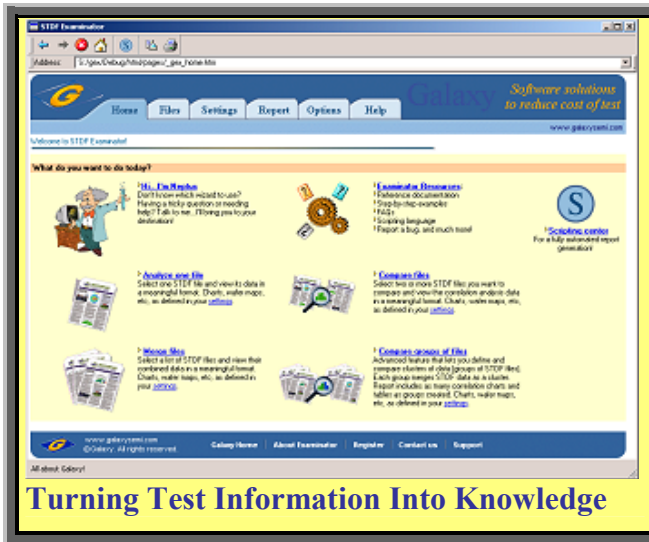 STDF Examinator
Address S:/gex/Debug/html/pages/_gex_home.htm
Galaxy
Software solutions
to reduce cost of test
Home Files Settings Report Options Help
www.galaxysemi.com
Welcome to STDF Examinator!
What do you want to do today?
Hi... I'm Neptus
Don't know which wizard to use?
Having a tricky question or needing
help? Talk to me...I'll bring you to your
destination!
Examinator Resources:
Reference documentation
Step-by-step examples
FAQs
Scripting language
Report a bug, and much more!
S
Scripting center
For a fully automated report
generation!
Analyze one file
Select one STDF file and view its data in
a meaningful format. Charts, wafer maps,
etc, as defined in your settings.
Compare files
Select two or more STDF files you want to
compare and view the correlation analysis data
in a meaningful format. Charts, wafer maps, etc,
as defined in your settings.
Merge files
Select a list of STDF files and view their
combined data in a meaningful format.
Charts, wafer maps, etc, as defined in
your settings.
Compare groups of files
Advanced feature that lets you define and
compare clusters of data (groups of STDF files).
Each group merges STDF data as a cluster.
Report includes as many correlation charts and
tables as groups created. Charts, wafer maps,
etc, as defined in your settings.
www.galaxysemi.com
©Galaxy. All rights reserved.
Galaxy Home | About Examinator | Register | Contact us | Support
All about Galaxy!
Turning Test Information Into Knowledge